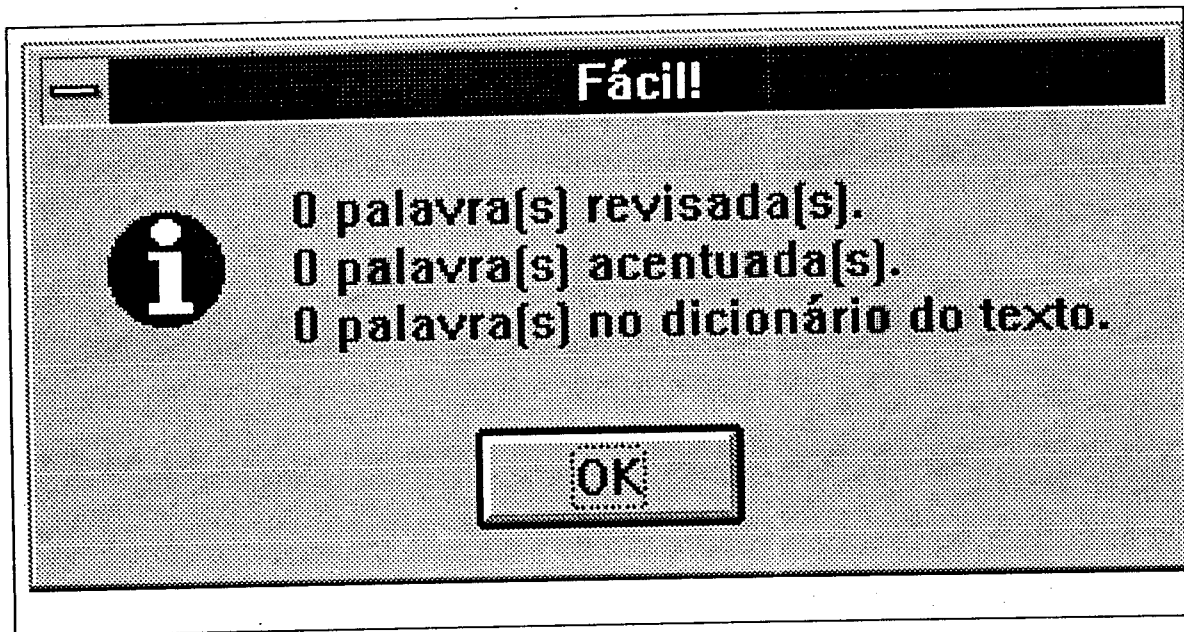 Fácil!
0 palavra(s) revisada(s).
0 palavra(s) acentuada(s).
0 palavra(s) no dicionário do texto.
OK